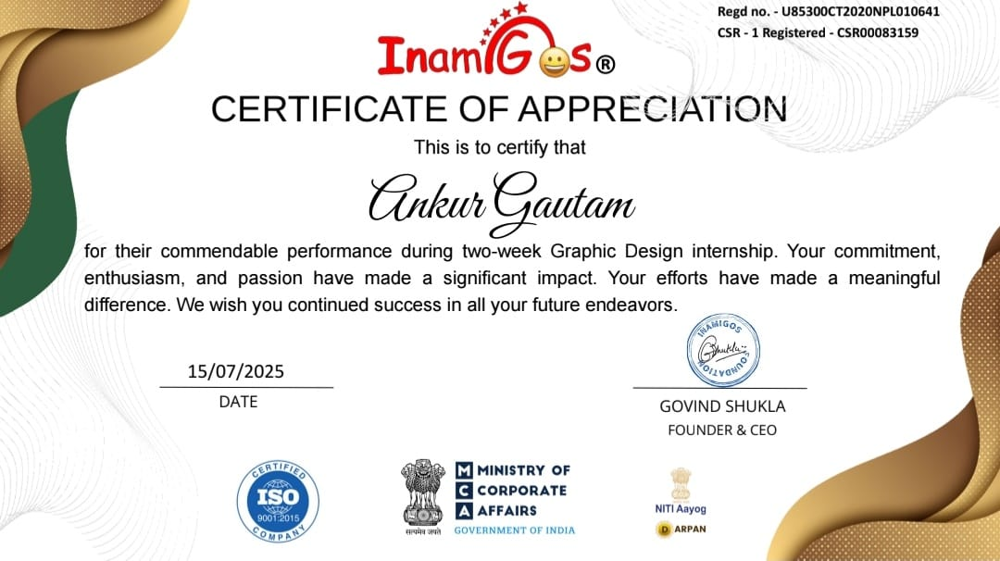 Regd no. - U85300CT2020NPL010641
CSR - 1 Registered - CSR00083159
InamiGos®
CERTIFICATE OF APPRECIATION
This is to certify that
Ankur Gautam
for their commendable performance during two-week Graphic Design internship. Your commitment,
enthusiasm, and passion have made a significant impact. Your efforts have made a meaningful
difference. We wish you continued success in all your future endeavors.
INAMIGOS
FOUNDATION
GShukla
15/07/2025
DATE
GOVIND SHUKLA
FOUNDER & CEO
CERTIFIED
ISO
9001:2015
COMPANY
सत्यमेव जयते
M MINISTRY OF
C CORPORATE
A AFFAIRS
GOVERNMENT OF INDIA
NITI Aayog
D ARPAN